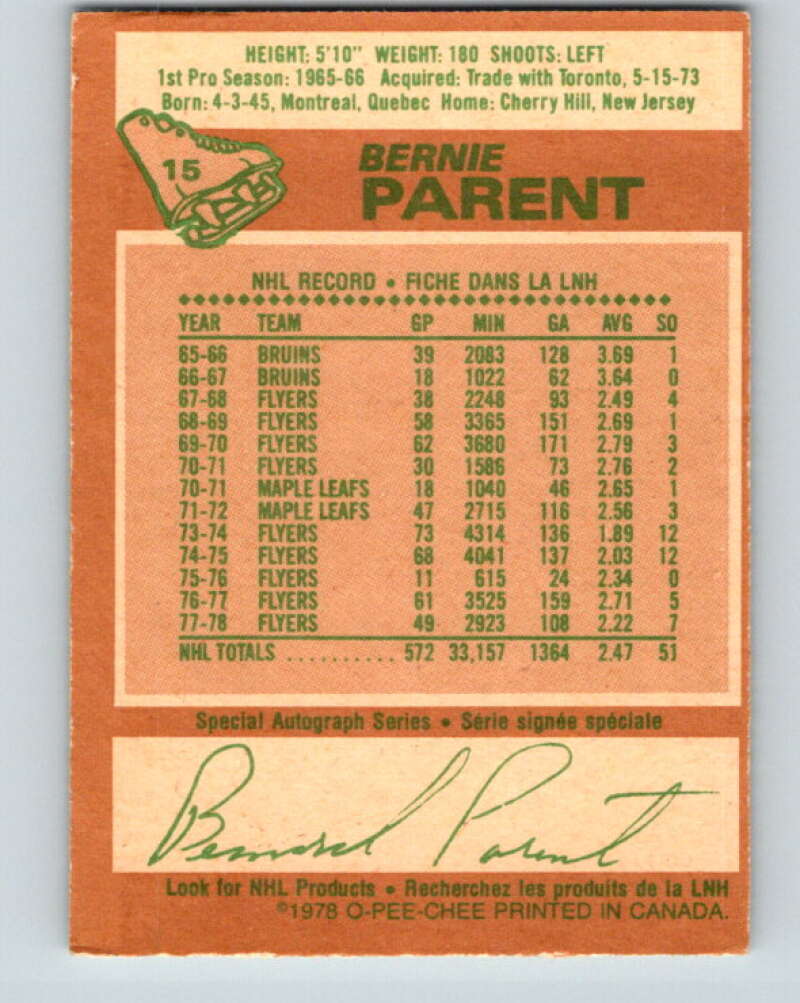 HEIGHT: 5'10" WEIGHT: 180 SHOOTS: LEFT
1st Pro Season: 1965-66 Acquired: Trade with Toronto, 5-15-73
Born: 4-3-45, Montreal, Quebec Home: Cherry Hill, New Jersey
15
BERNIE
PARENT
NHL RECORD • FICHE DANS LA LNH
YEAR TEAM GP MIN GA AVG SO
65-66 BRUINS 39 2083 128 3.69 1
66-67 BRUINS 18 1022 62 3.64 0
67-68 FLYERS 38 2248 93 2.49 4
68-69 FLYERS 58 3365 151 2.69 1
69-70 FLYERS 62 3680 171 2.79 3
70-71 FLYERS 30 1586 73 2.76 2
70-71 MAPLE LEAFS 18 1040 46 2.65 1
71-72 MAPLE LEAFS 47 2715 116 2.56 3
73-74 FLYERS 73 4314 136 1.89 12
74-75 FLYERS 68 4041 137 2.03 12
75-76 FLYERS 11 615 24 2.34 0
76-77 FLYERS 61 3525 159 2.71 5
77-78 FLYERS 49 2923 108 2.22 7
NHL TOTALS .......... 572 33,157 1364 2.47 51
Special Autograph Series • Série signée spéciale
Bernard Parent
Look for NHL Products • Recherchez les produits de la LNH
©1978 O-PEE-CHEE PRINTED IN CANADA.